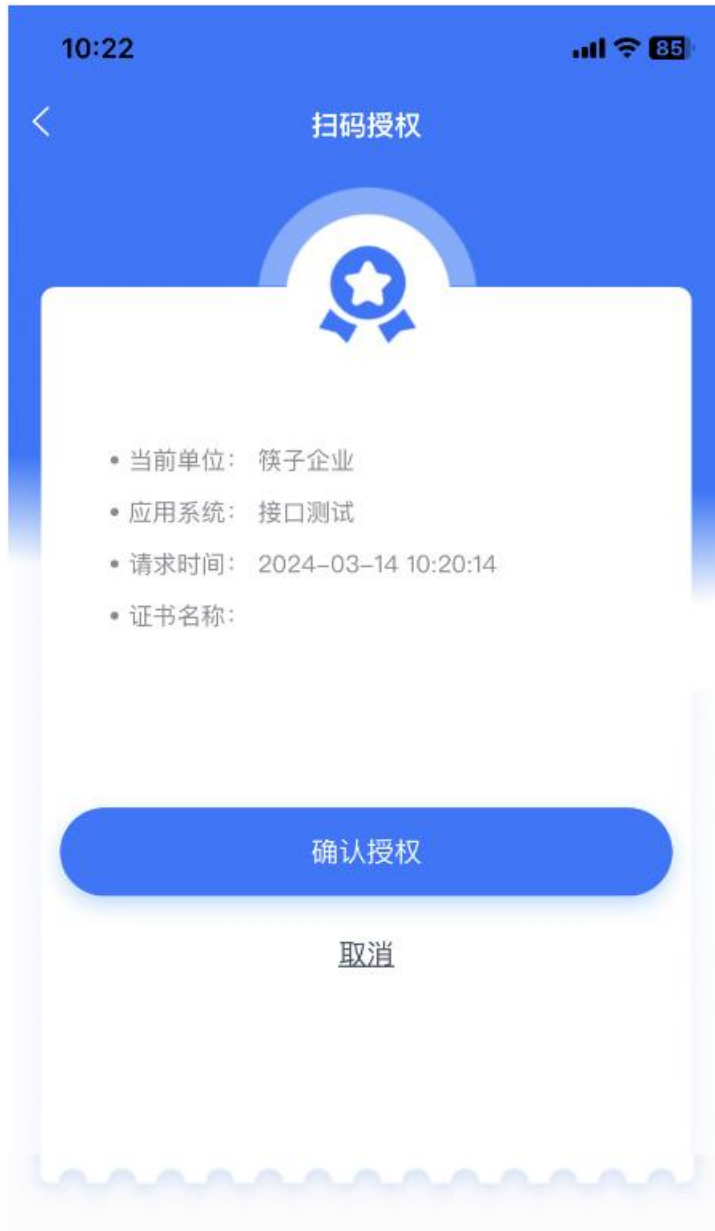 10:22
85
扫码授权
• 当前单位： 筷子企业
• 应用系统： 接口测试
• 请求时间： 2024-03-14 10:20:14
• 证书名称：
确认授权
取消